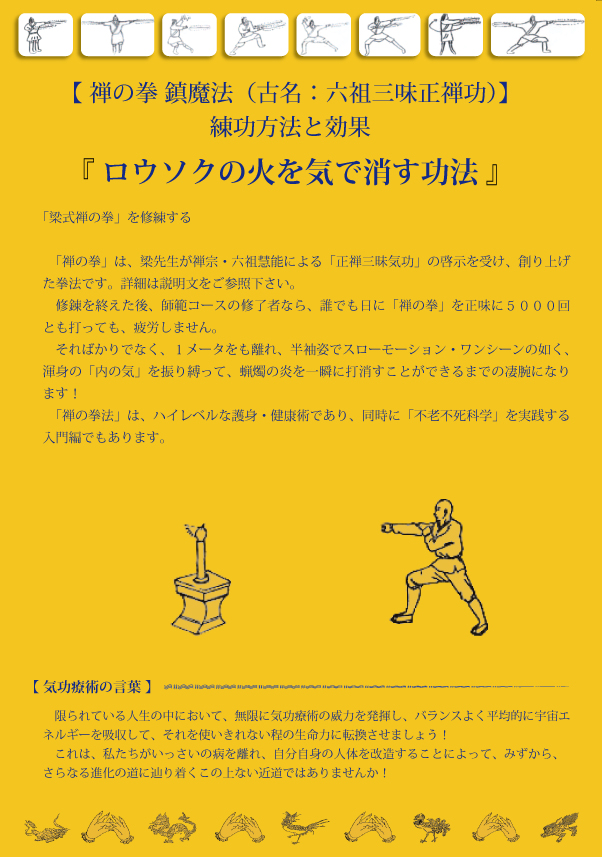 【 禅の拳 鎮魔法（古名：六祖三昧正禅功）】
練功方法と効果
『 ロウソクの火を気で消す功法 』
「梁式禅の拳」を修練する
「禅の拳」は、梁先生が禅宗・六祖慧能による「正禅三昧気功」の啓示を受け、創り上げ
た拳法です。詳細は説明文をご参照下さい。
修錬を終えた後、師範コースの修了者なら、誰でも日に「禅の拳」を正味に５０００回
とも打っても、疲労しません。
そればかりでなく、１メータをも離れ、半袖姿でスローモーション・ワンシーンの如く、
渾身の「内の気」を振り縛って、蝋燭の炎を一瞬に打消すことができるまでの凄腕になり
ます！
「禅の拳法」は、ハイレベルな護身・健康術であり、同時に「不老不死科学」を実践する
入門編でもあります。
【 気功療術の言葉 】
限られている人生の中において、無限に気功療術の威力を発揮し、バランスよく平均的に宇宙エ
ネルギーを吸収して、それを使いきれない程の生命力に転換させましょう！
これは、私たちがいっさいの病を離れ、自分自身の人体を改造することによって、みずから、
さらなる進化の道に辿り着くこの上ない近道ではありませんか！